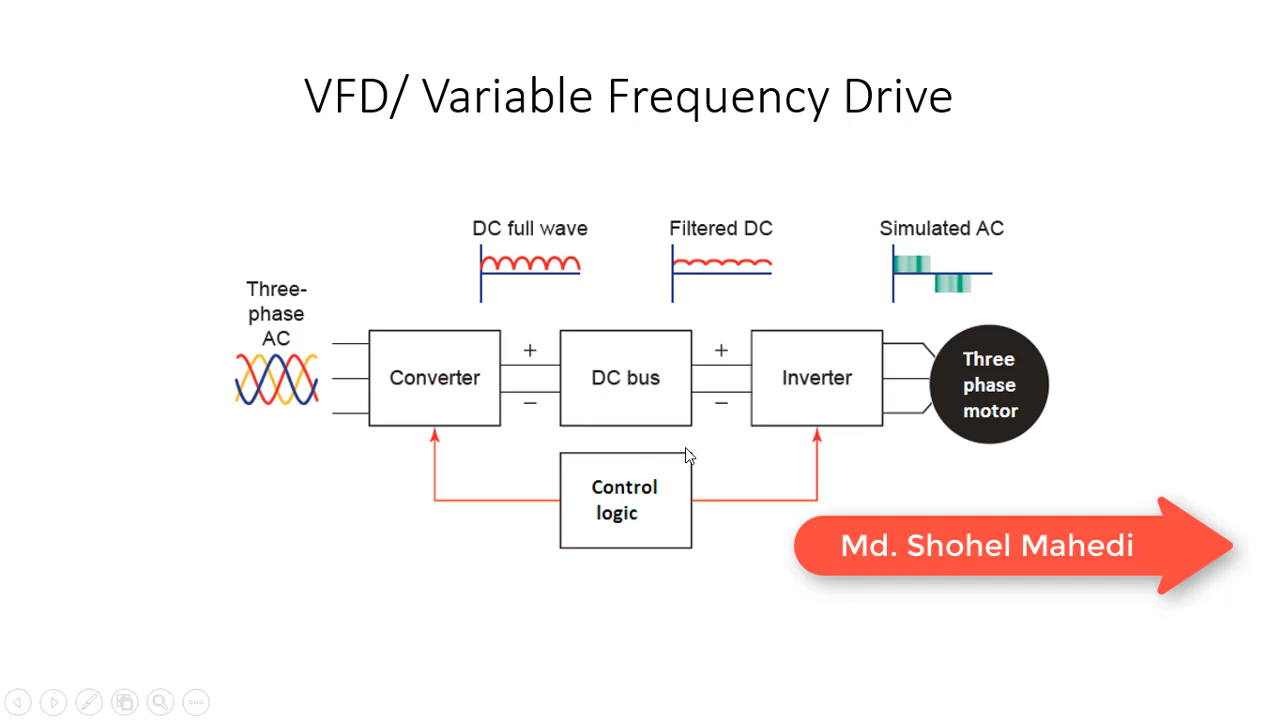 VFD/ Variable Frequency Drive
DC full wave
Filtered DC
Simulated AC
Three-
phase
AC
+
+
Converter
DC bus
Inverter
Three
phase
motor
–
–
Control
logic
Md. Shohel Mahedi